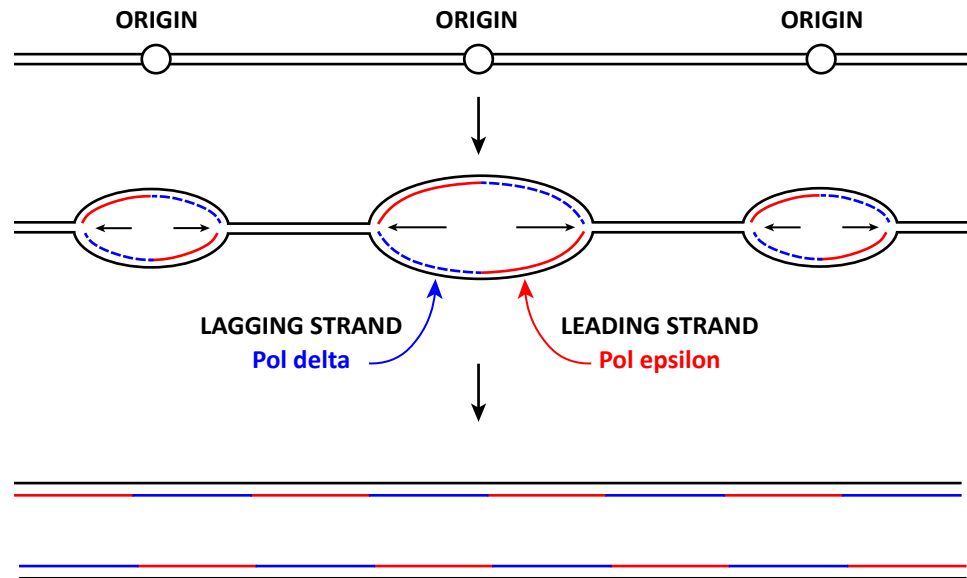 ORIGIN
ORIGIN
ORIGIN
LAGGING STRAND
Pol delta
LEADING STRAND
Pol epsilon